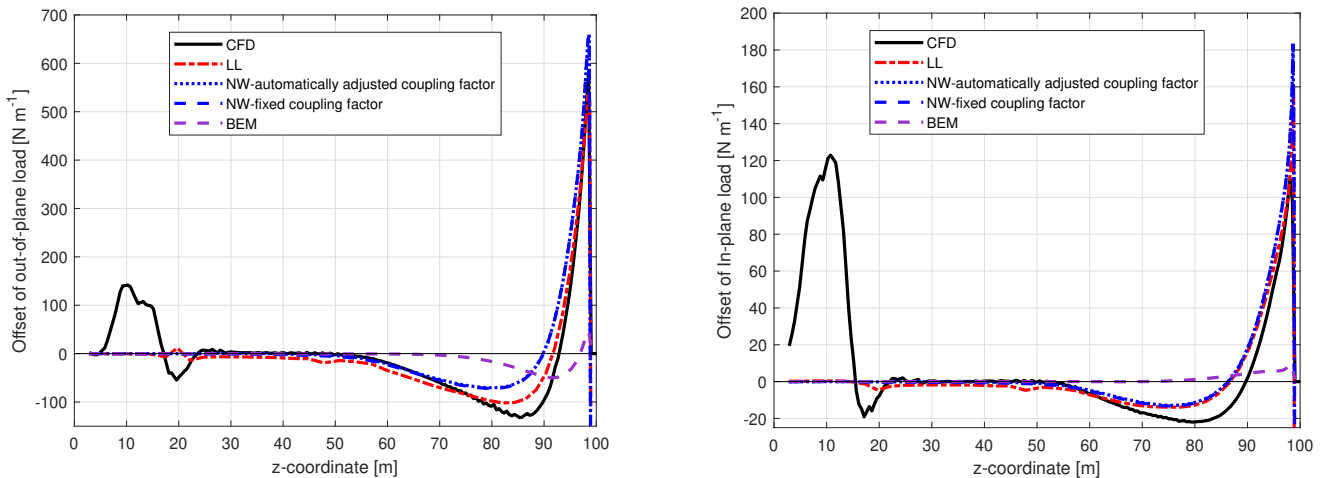 CFD
LL
NW-automatically adjusted coupling factor
NW-fixed coupling factor
BEM
700
600
500
400
300
200
100
0
-100
Offset of out-of-plane load [N m⁻¹]
0 10 20 30 40 50 60 70 80 90 100
z-coordinate [m]
CFD
LL
NW-automatically adjusted coupling factor
NW-fixed coupling factor
BEM
200
180
160
140
120
100
80
60
40
20
0
-20
Offset of In-plane load [N m⁻¹]
0 10 20 30 40 50 60 70 80 90 100
z-coordinate [m]